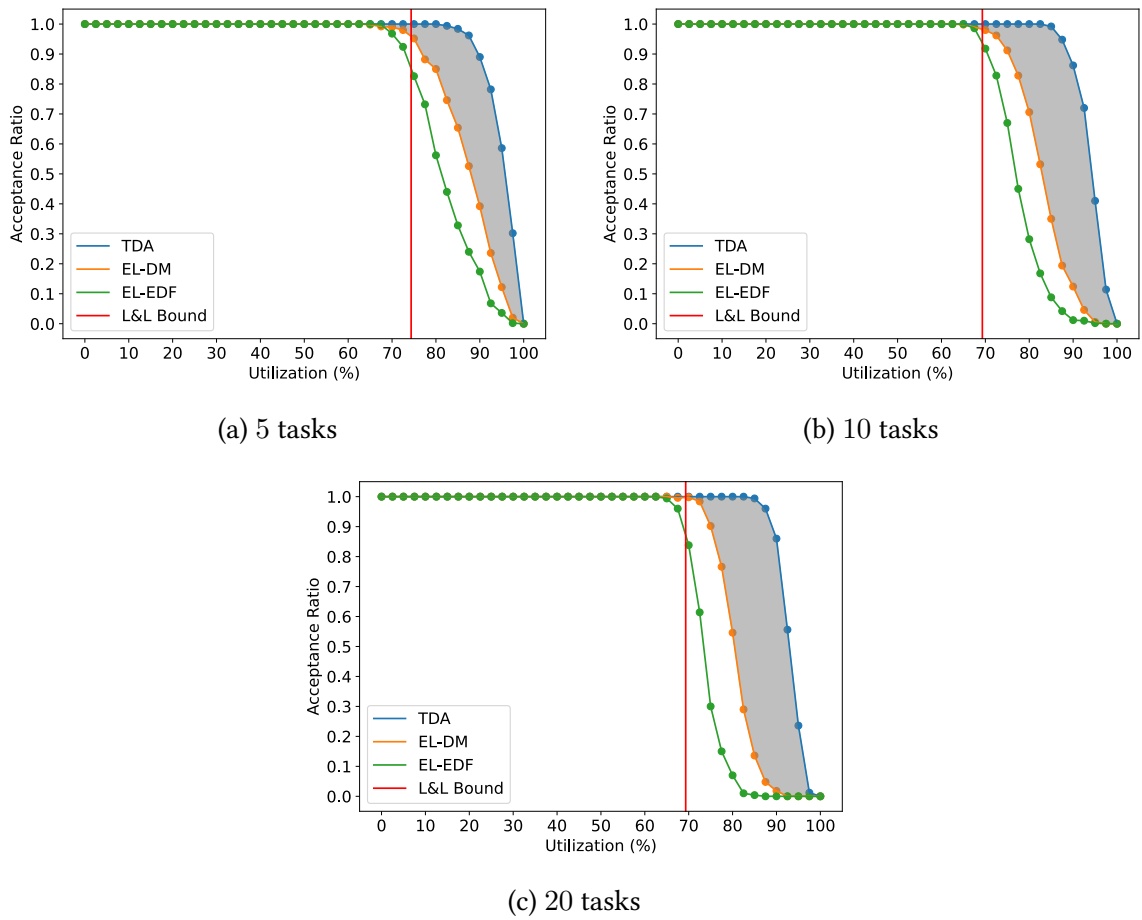 1.0
0.9
0.8
0.7
0.6
0.5
0.4
0.3
0.2
0.1
0.0
Acceptance Ratio
TDA
EL-DM
EL-EDF
L&L Bound
0 10 20 30 40 50 60 70 80 90 100
Utilization (%)
(a) 5 tasks
1.0
0.9
0.8
0.7
0.6
0.5
0.4
0.3
0.2
0.1
0.0
Acceptance Ratio
TDA
EL-DM
EL-EDF
L&L Bound
0 10 20 30 40 50 60 70 80 90 100
Utilization (%)
(b) 10 tasks
1.0
0.9
0.8
0.7
0.6
0.5
0.4
0.3
0.2
0.1
0.0
Acceptance Ratio
TDA
EL-DM
EL-EDF
L&L Bound
0 10 20 30 40 50 60 70 80 90 100
Utilization (%)
(c) 20 tasks